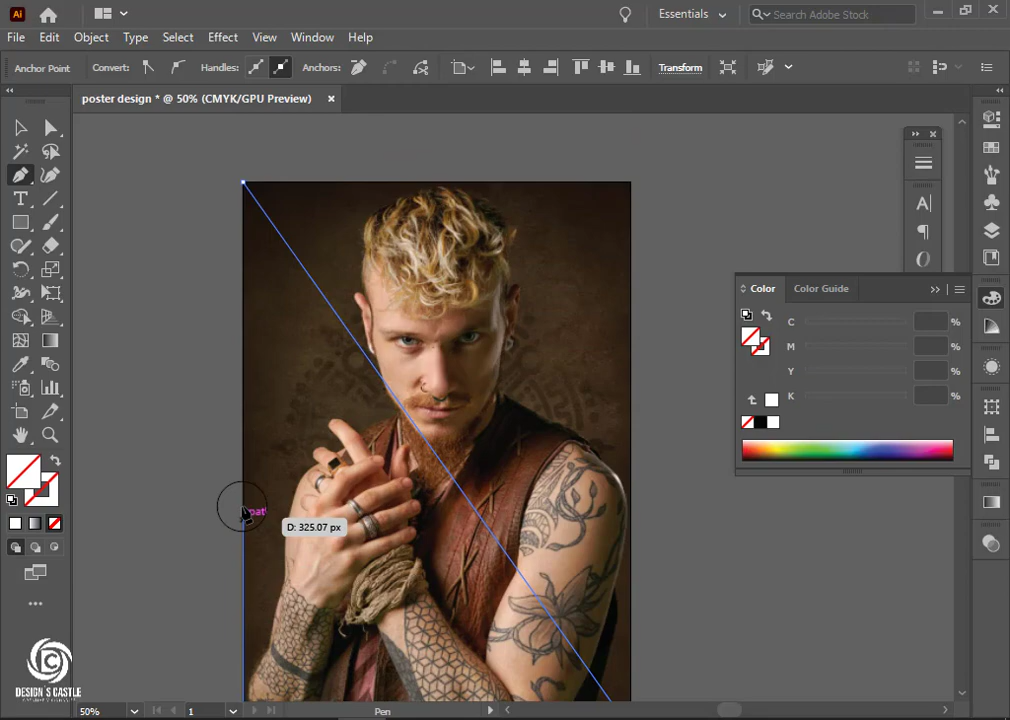 Ai
Essentials
Search Adobe Stock
File Edit Object Type Select Effect View Window Help
Anchor Point Convert: Handles: Anchors: Transform
poster design * @ 50% (CMYK/GPU Preview) ×
Color Color Guide
C %
M %
Y %
K %
D: 325.07 px
DESIGN S CASTLE
50% 1 Pen